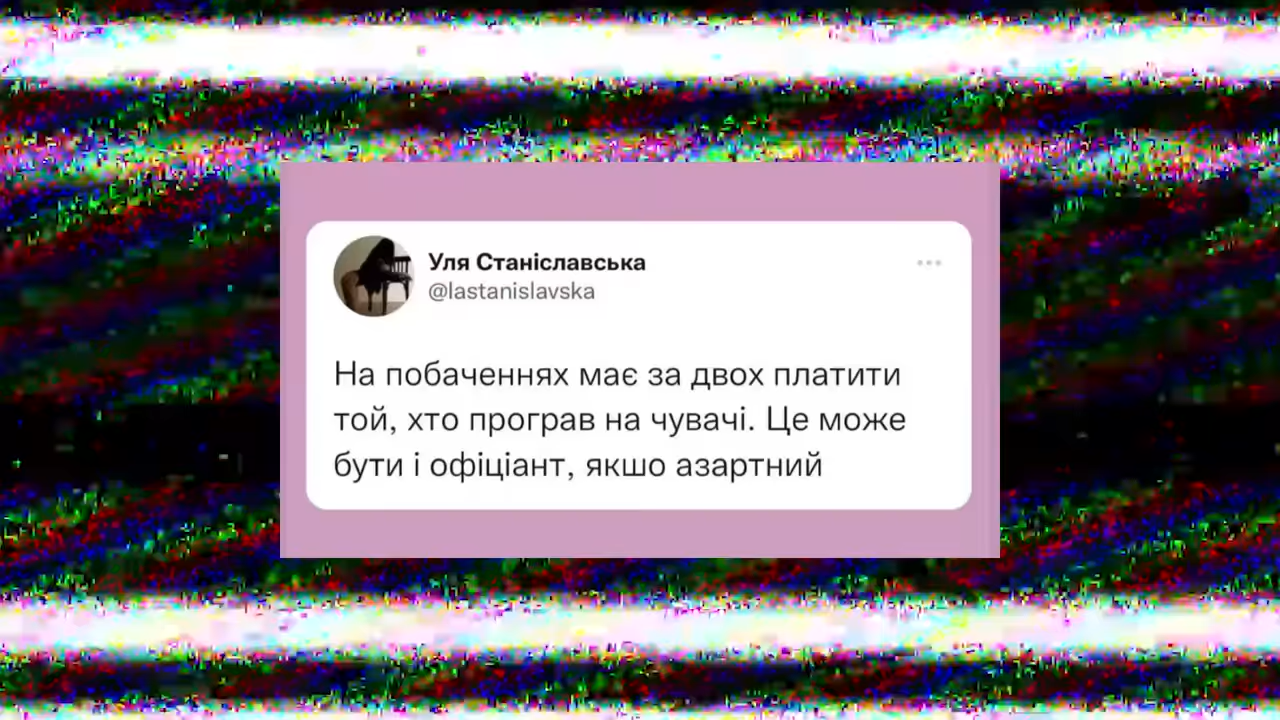 Уля Станіславська
@lastanislavska
На побаченнях має за двох платити
той, хто програв на чувачі. Це може
бути і офіціант, якшо азартний